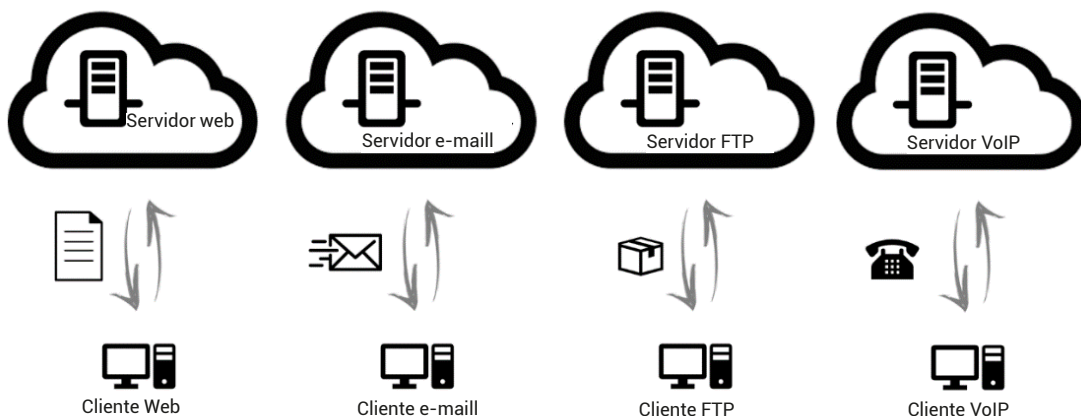 Servidor web
Servidor e-maill
Servidor FTP
Servidor VoIP
Cliente Web
Cliente e-maill
Cliente FTP
Cliente VoIP